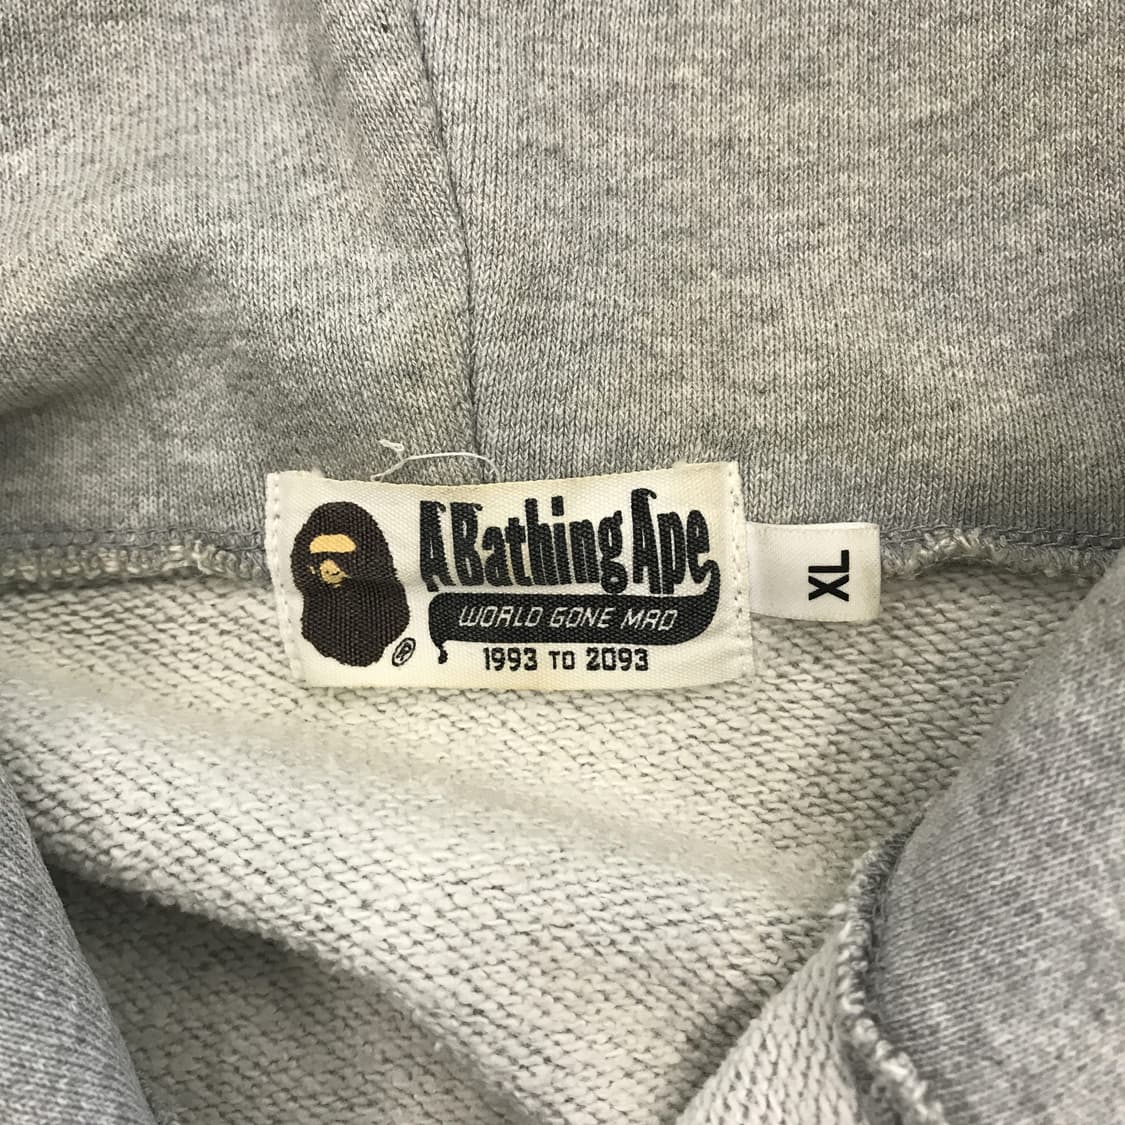 A Bathing Ape
WORLD GONE MAD
1993 TO 2093
®
XL